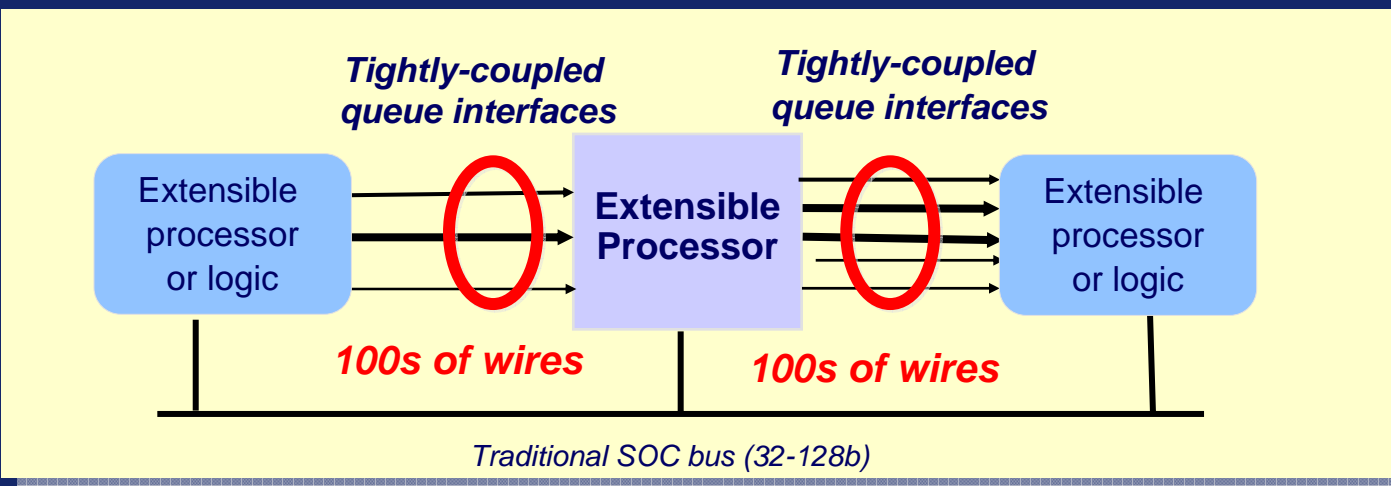 Tightly-coupled
queue interfaces
Tightly-coupled
queue interfaces
Extensible
processor
or logic
Extensible
Processor
Extensible
processor
or logic
100s of wires
100s of wires
Traditional SOC bus (32-128b)